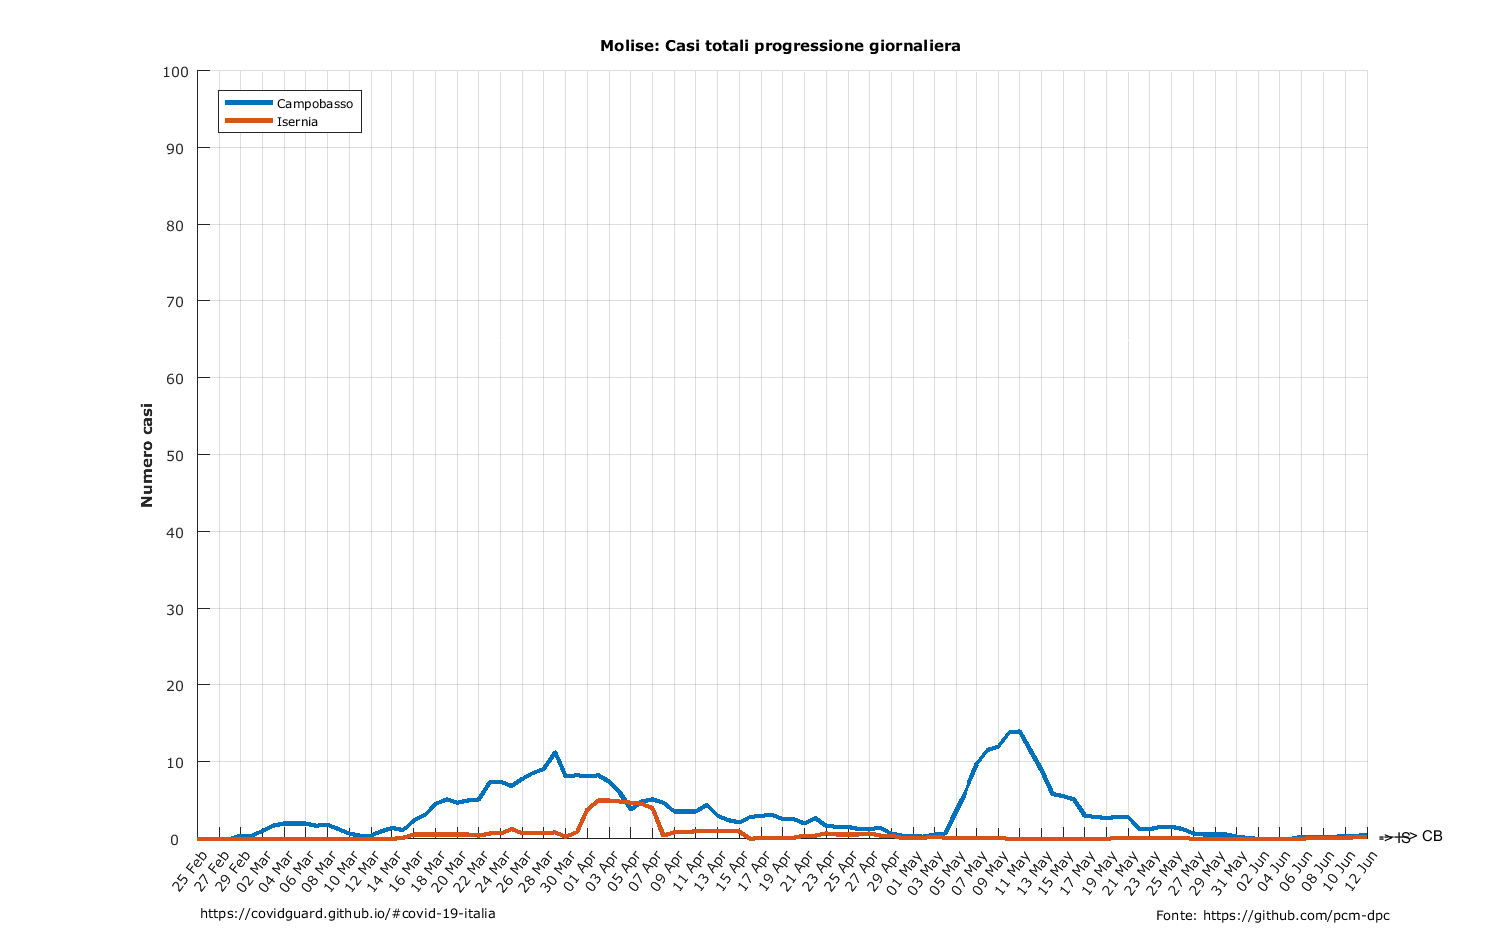 Molise: Casi totali progressione giornaliera
Campobasso
Isernia
Numero casi
100
90
80
70
60
50
40
30
20
10
0
25 Feb
27 Feb
29 Feb
02 Mar
04 Mar
06 Mar
08 Mar
10 Mar
12 Mar
14 Mar
16 Mar
18 Mar
20 Mar
22 Mar
24 Mar
26 Mar
28 Mar
30 Mar
01 Apr
03 Apr
05 Apr
07 Apr
09 Apr
11 Apr
13 Apr
15 Apr
17 Apr
19 Apr
21 Apr
23 Apr
25 Apr
27 Apr
29 Apr
01 May
03 May
05 May
07 May
09 May
11 May
13 May
15 May
17 May
19 May
21 May
23 May
25 May
27 May
29 May
31 May
02 Jun
04 Jun
06 Jun
08 Jun
10 Jun
12 Jun
--> IS
--> CB
https://covidguard.github.io/#covid-19-italia
Fonte: https://github.com/pcm-dpc